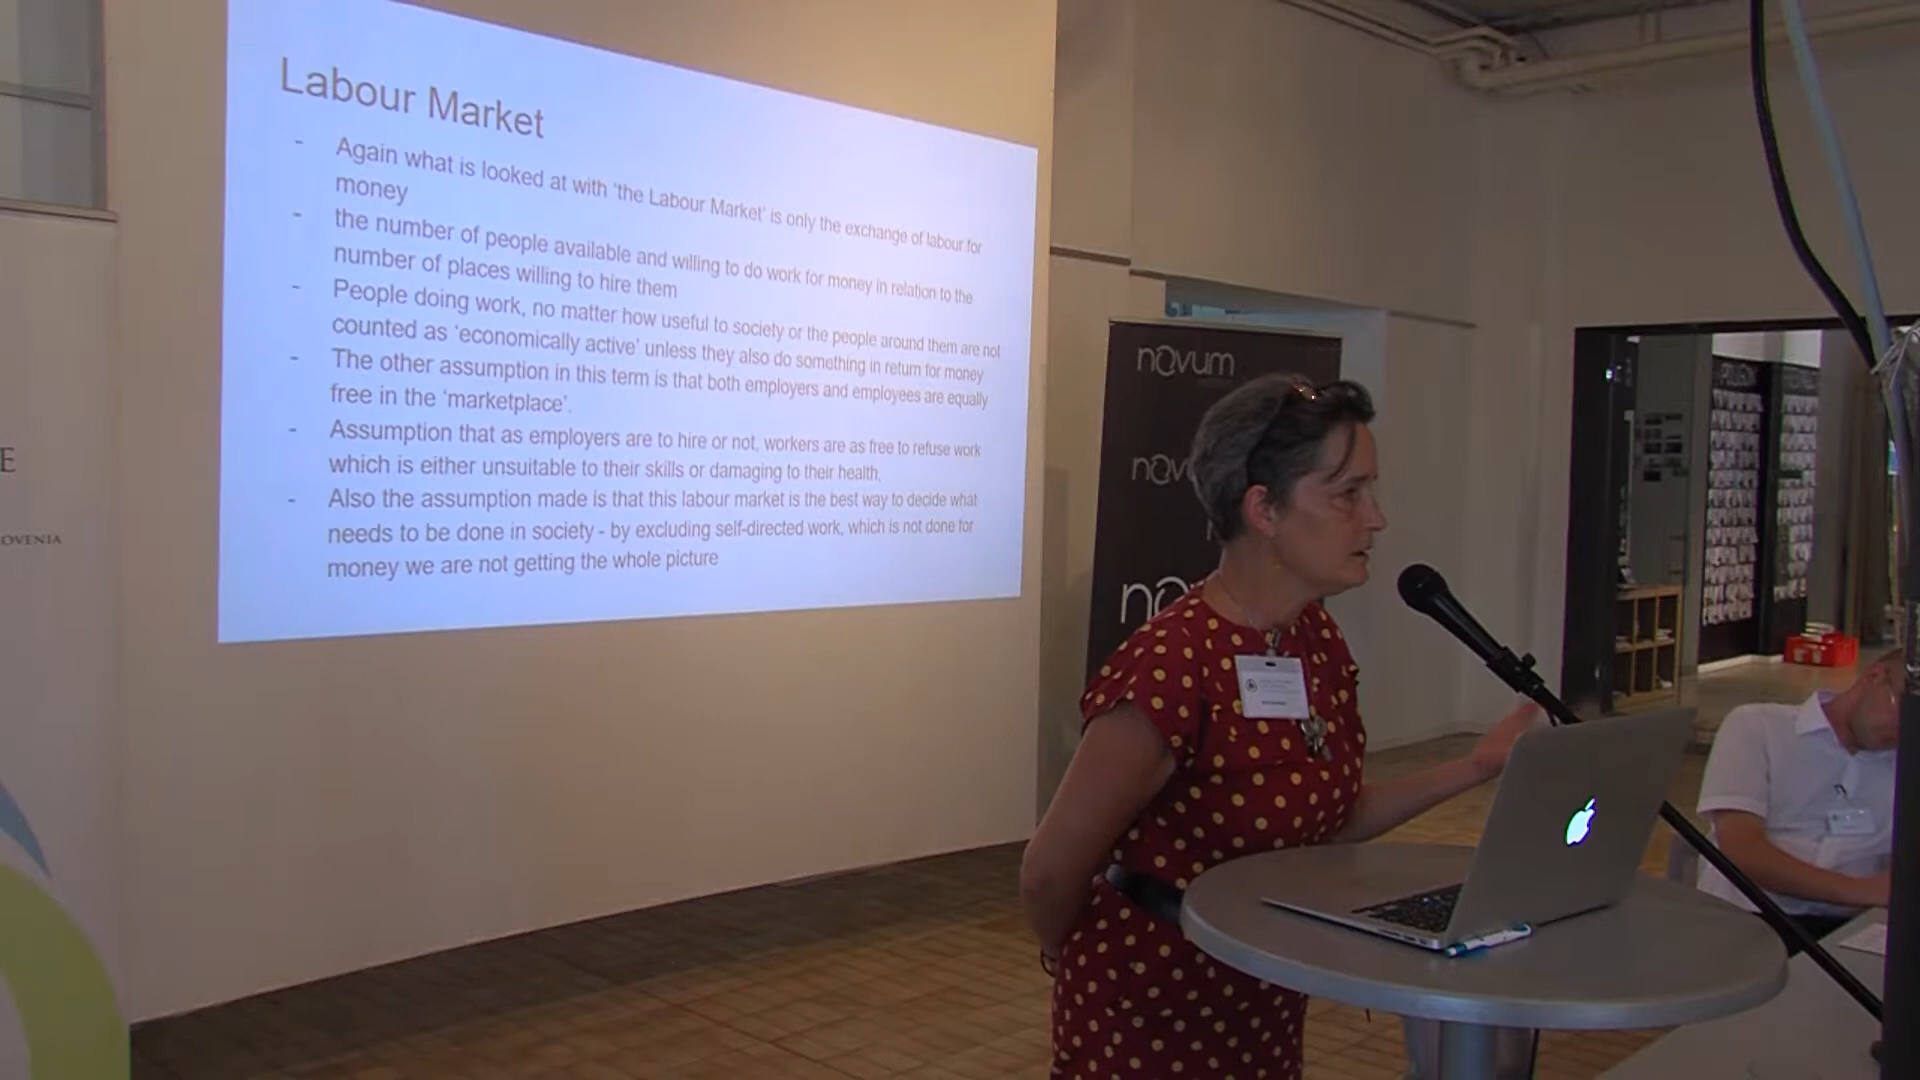 Labour Market
- Again what is looked at with 'the Labour Market' is only the exchange of labour for
money
- the number of people available and willing to do work for money in relation to the
number of places willing to hire them
- People doing work, no matter how useful to society or the people around them are not
counted as 'economically active' unless they also do something in return for money
- The other assumption in this term is that both employers and employees are equally
free in the 'marketplace'.
- Assumption that as employers are to hire or not, workers are as free to refuse work
which is either unsuitable to their skills or damaging to their health,
- Also the assumption made is that this labour market is the best way to decide what
needs to be done in society - by excluding self-directed work, which is not done for
money we are not getting the whole picture
E
OVENIA
novum
nov
no